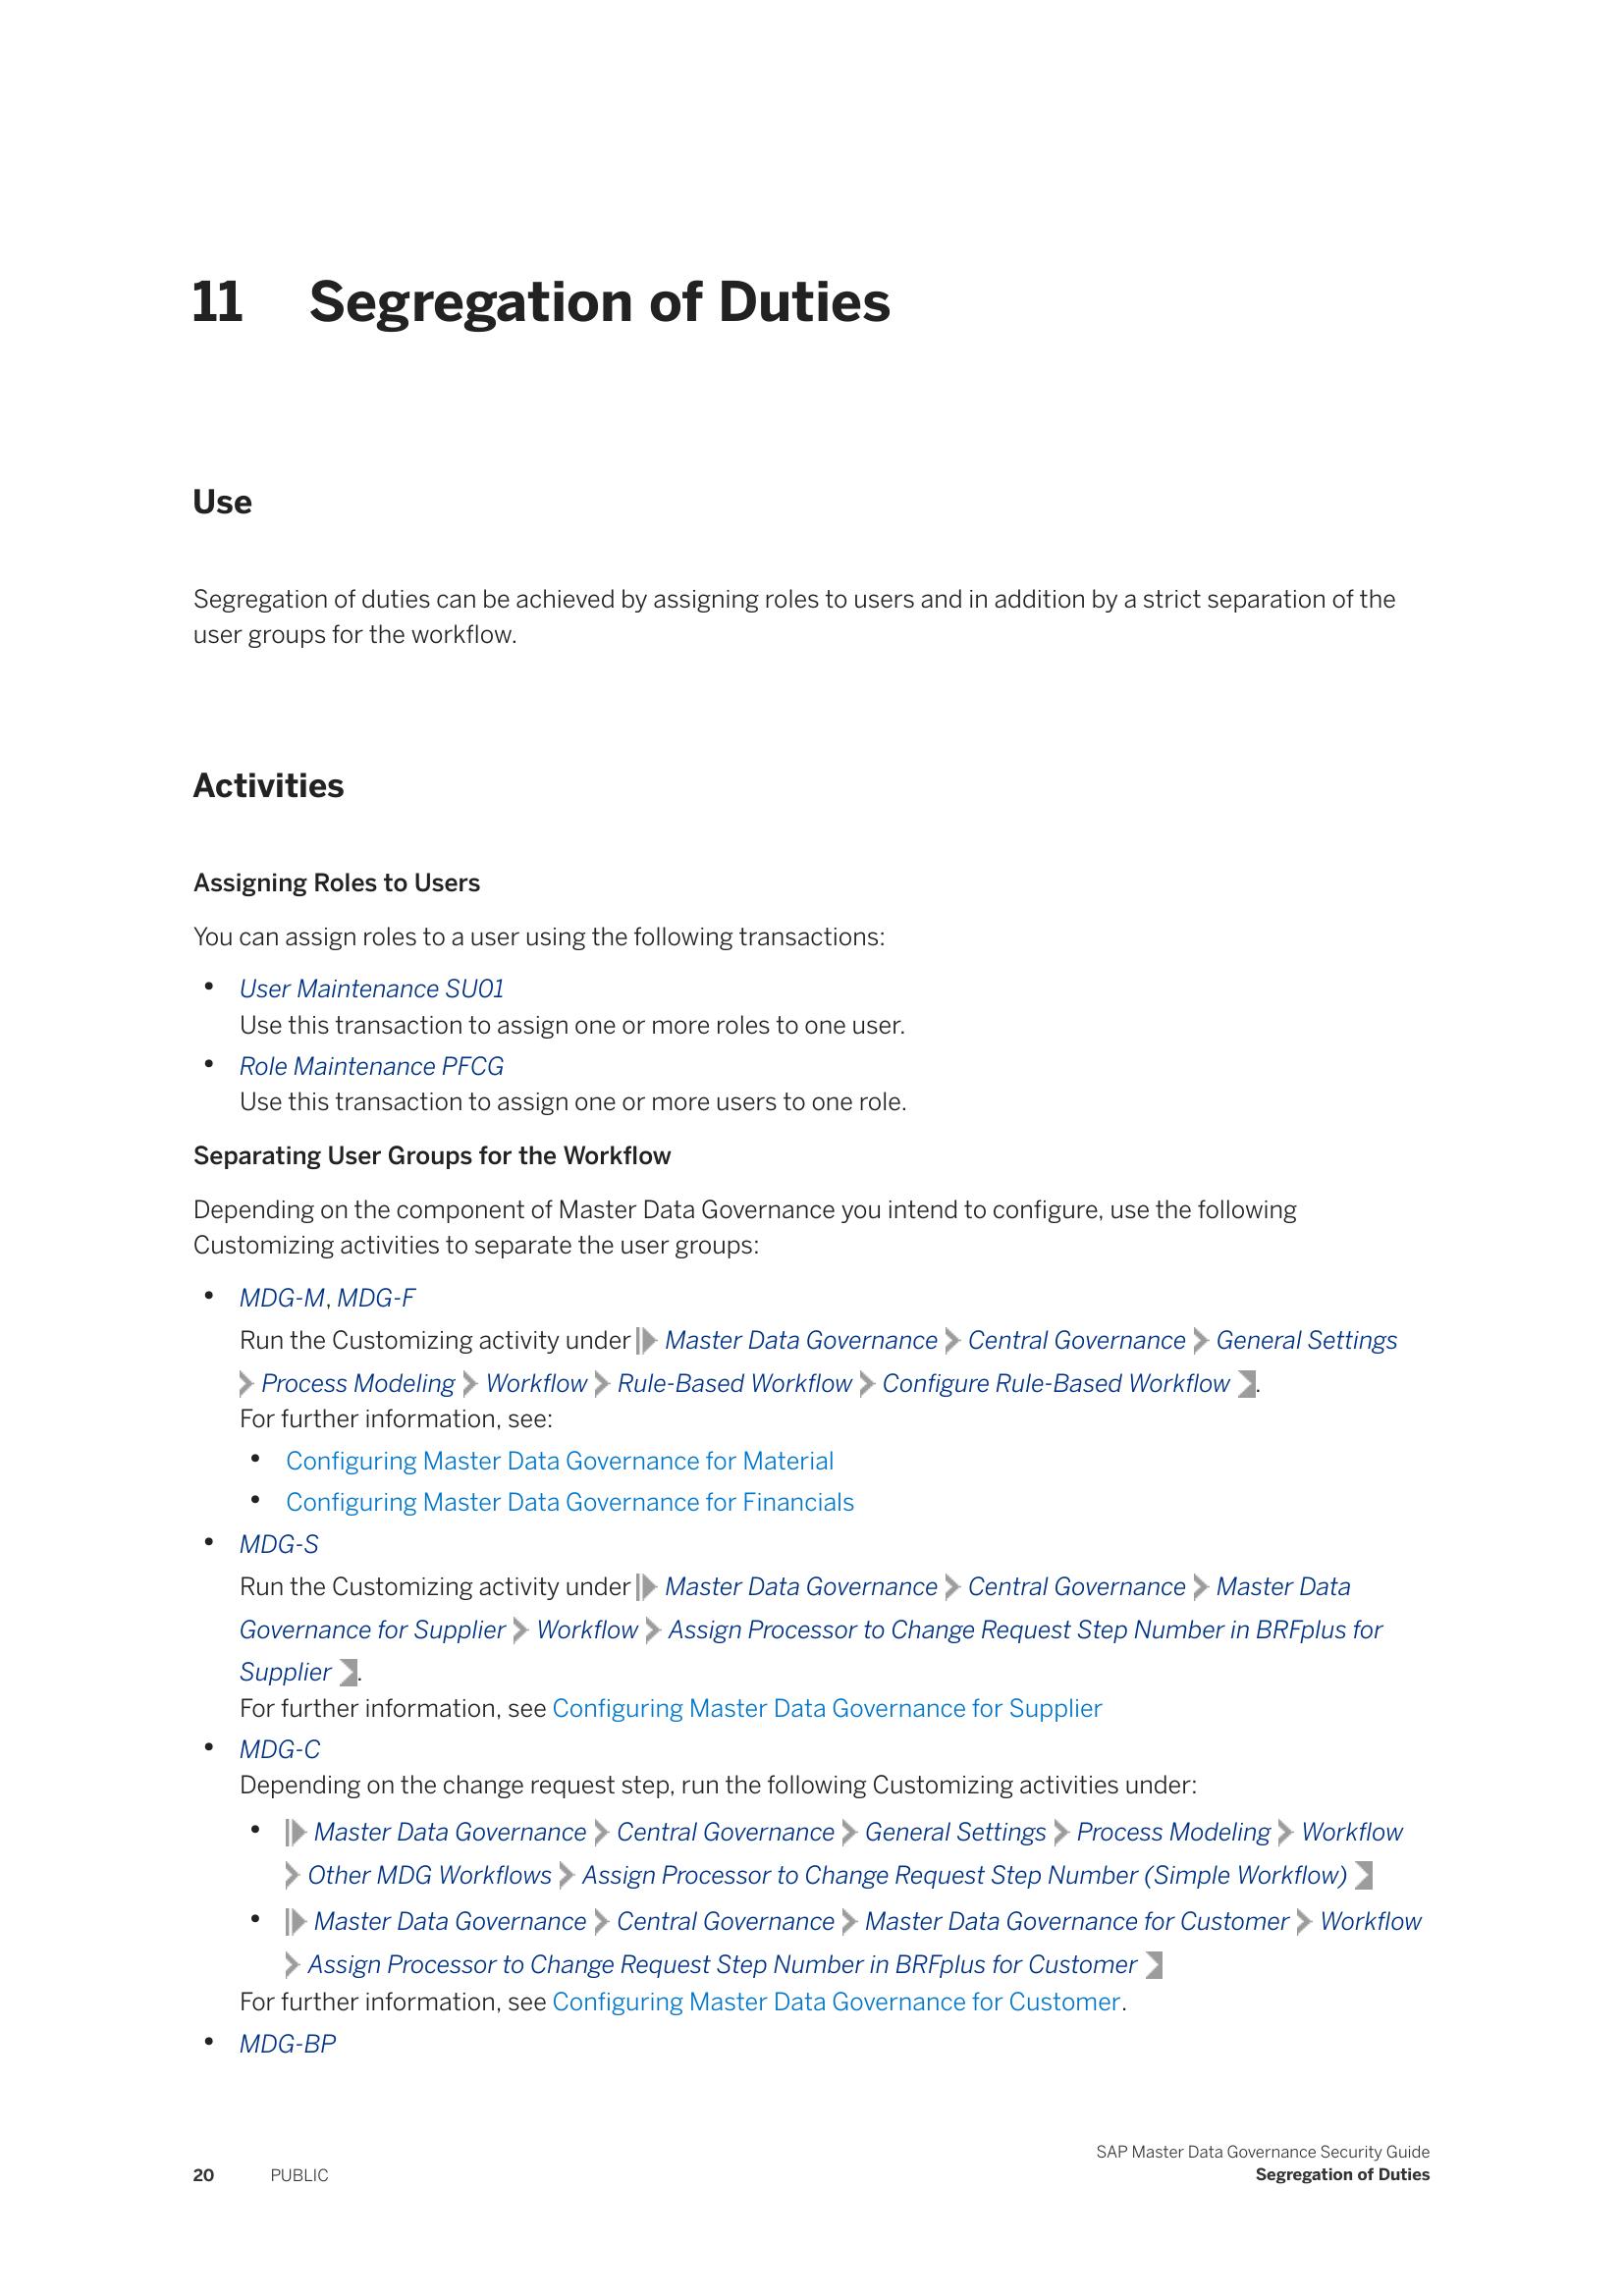 11 Segregation of Duties
Use
Segregation of duties can be achieved by assigning roles to users and in addition by a strict separation of the
user groups for the workflow.
Activities
Assigning Roles to Users
You can assign roles to a user using the following transactions:
• User Maintenance SU01
Use this transaction to assign one or more roles to one user.
• Role Maintenance PFCG
Use this transaction to assign one or more users to one role.
Separating User Groups for the Workflow
Depending on the component of Master Data Governance you intend to configure, use the following
Customizing activities to separate the user groups:
• MDG-M, MDG-F
Run the Customizing activity under Master Data Governance Central Governance General Settings
Process Modeling Workflow Rule-Based Workflow Configure Rule-Based Workflow .
For further information, see:
• Configuring Master Data Governance for Material
• Configuring Master Data Governance for Financials
• MDG-S
Run the Customizing activity under Master Data Governance Central Governance Master Data
Governance for Supplier Workflow Assign Processor to Change Request Step Number in BRFplus for
Supplier .
For further information, see Configuring Master Data Governance for Supplier
• MDG-C
Depending on the change request step, run the following Customizing activities under:
• Master Data Governance Central Governance General Settings Process Modeling Workflow
Other MDG Workflows Assign Processor to Change Request Step Number (Simple Workflow)
• Master Data Governance Central Governance Master Data Governance for Customer Workflow
Assign Processor to Change Request Step Number in BRFplus for Customer
For further information, see Configuring Master Data Governance for Customer.
• MDG-BP
SAP Master Data Governance Security Guide
20 PUBLIC Segregation of Duties